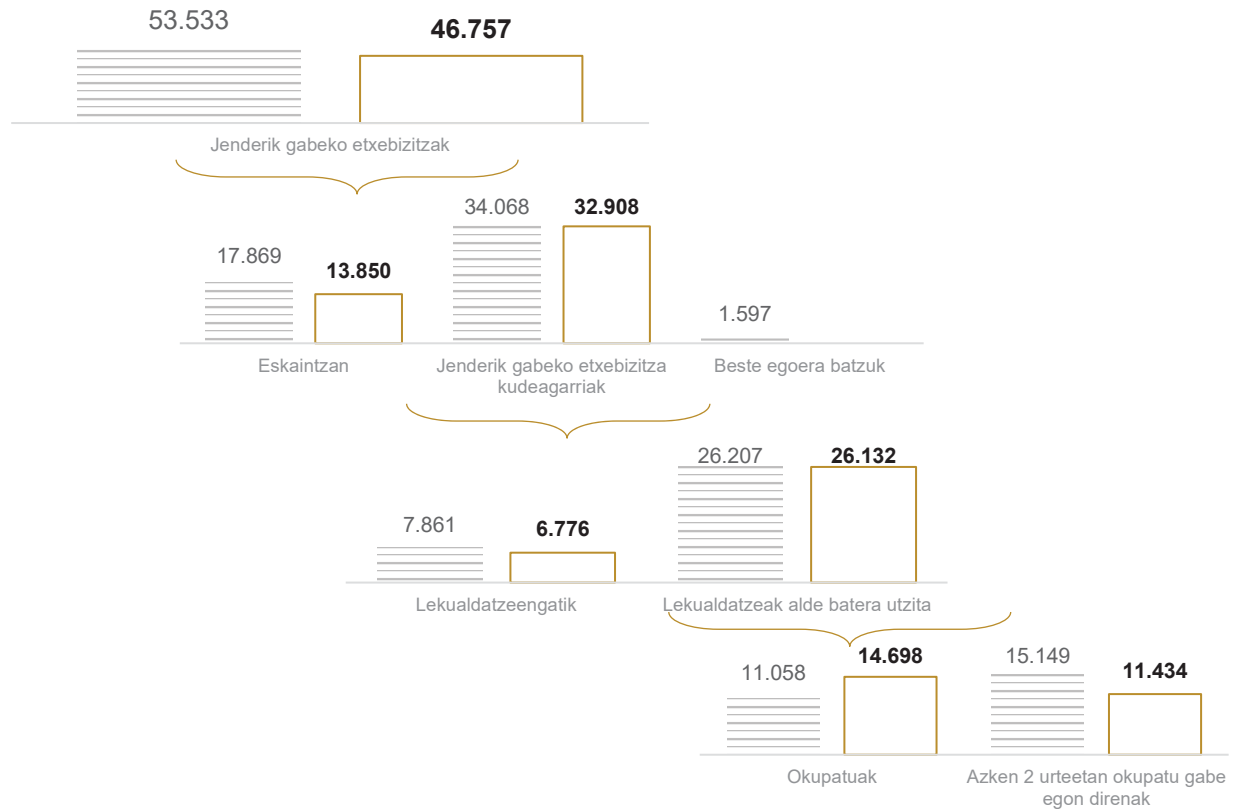 53.533
46.757
Jenderik gabeko etxebizitzak
34.068
32.908
17.869
13.850
1.597
Eskaintzan
Jenderik gabeko etxebizitza
kudeagarriak
Beste egoera batzuk
26.207
26.132
7.861
6.776
Lekualdatzeengatik
Lekualdatzeak alde batera utzita
11.058
14.698
15.149
11.434
Okupatuak
Azken 2 urteetan okupatu gabe
egon direnak